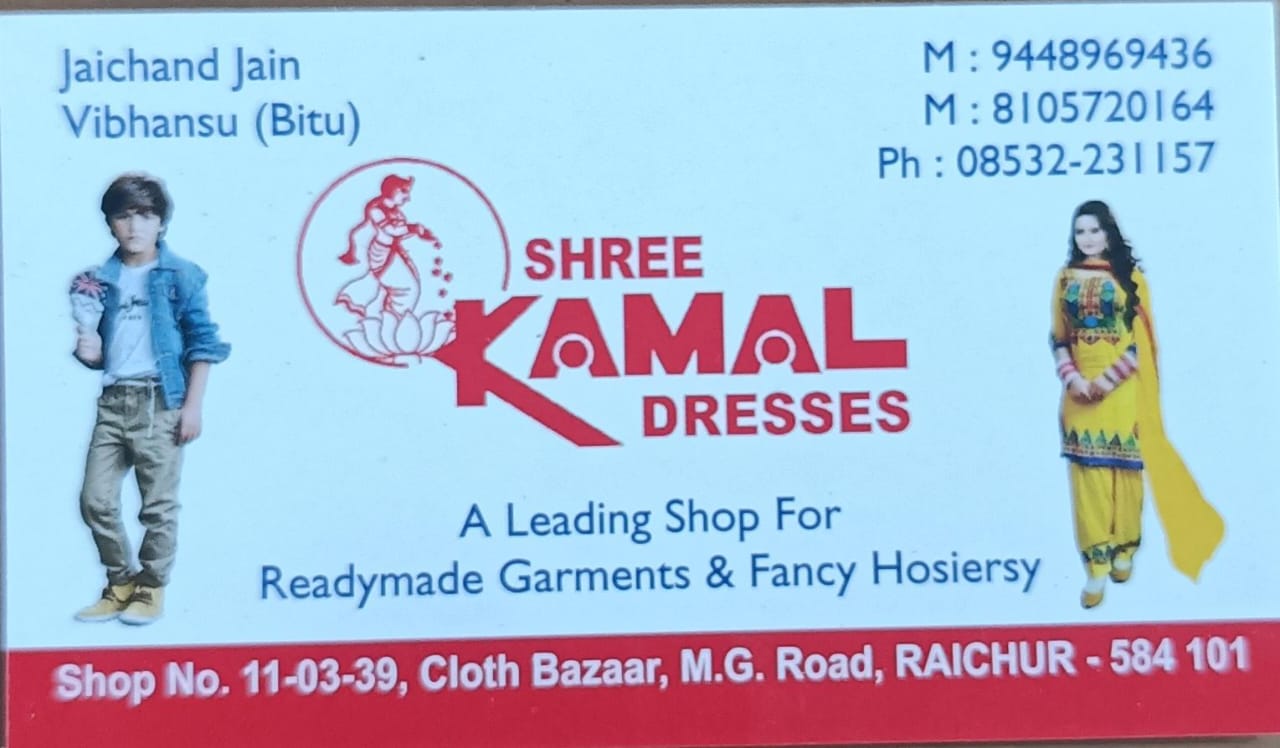 Jaichand Jain
Vibhansu (Bitu)
M : 9448969436
M : 8105720164
Ph : 08532-231157
SHREE
KAMAL
DRESSES
A Leading Shop For
Readymade Garments & Fancy Hosiersy
Shop No. 11-03-39, Cloth Bazaar, M.G. Road, RAICHUR - 584 101